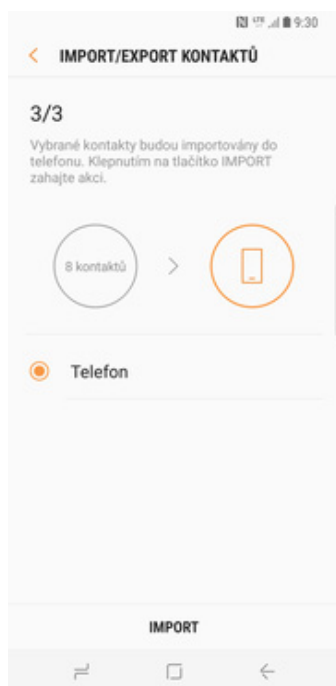 9:30
IMPORT/EXPORT KONTAKTŮ
3/3
Vybrané kontakty budou importovány do
telefonu. Klepnutím na tlačítko IMPORT
zahajte akci.
8 kontaktů
Telefon
IMPORT